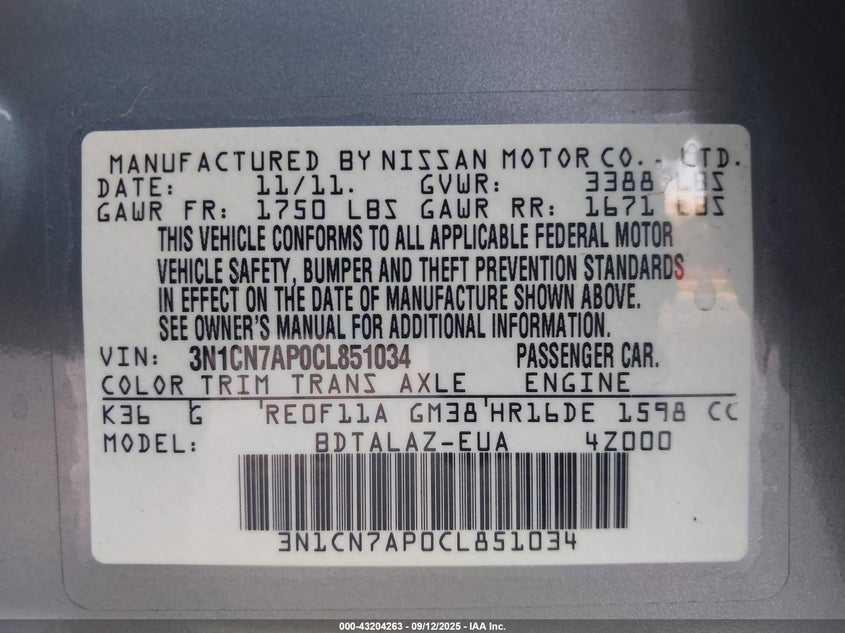 MANUFACTURED BY NISSAN MOTOR CO., LTD.
DATE: 11/11. GVWR: 3388 LBS
GAWR FR: 1750 LBS GAWR RR: 1671 LBS
THIS VEHICLE CONFORMS TO ALL APPLICABLE FEDERAL MOTOR
VEHICLE SAFETY, BUMPER AND THEFT PREVENTION STANDARDS
IN EFFECT ON THE DATE OF MANUFACTURE SHOWN ABOVE.
SEE OWNER'S MANUAL FOR ADDITIONAL INFORMATION.
VIN: 3N1CN7AP0CL851034 PASSENGER CAR.
COLOR TRIM TRANS AXLE ENGINE
K36 G RE0F11A GM38 HR16DE 1598 CC
MODEL: BDTALAZ-EUA 4Z000
3N1CN7AP0CL851034
000-43204263 - 09/12/2025 - IAA Inc.